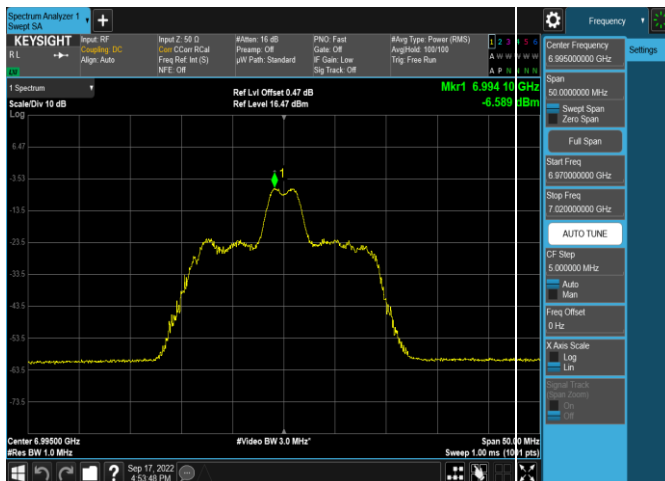 Spectrum Analyzer 1
Swept SA
+
Frequency
KEYSIGHT
R L
Input: RF
Coupling: DC
Align: Auto
Input Z: 50 Ω
Corr CCorr RCal
Freq Ref: Int (S)
NFE: Off
#Atten: 16 dB
Preamp: Off
µW Path: Standard
PNO: Fast
Gate: Off
IF Gain: Low
Sig Track: Off
#Avg Type: Power (RMS)
Avg|Hold: 100/100
Trig: Free Run
1 2 3 4 5 6
A W W W W W
A P N N N N
1 Spectrum
Scale/Div 10 dB
Log
Ref Lvl Offset 0.47 dB
Ref Level 16.47 dBm
Mkr1 6.994 10 GHz
-6.589 dBm
6.47
-3.53
-13.5
-23.5
-33.5
-43.5
-53.5
-63.5
-73.5
1
Center 6.99500 GHz
#Res BW 1.0 MHz
#Video BW 3.0 MHz*
Span 50.00 MHz
Sweep 1.00 ms (1001 pts)
Sep 17, 2022
4:53:48 PM
?
Center Frequency
6.995000000 GHz
Settings
Span
50.0000000 MHz
Swept Span
Zero Span
Full Span
Start Freq
6.970000000 GHz
Stop Freq
7.020000000 GHz
AUTO TUNE
CF Step
5.000000 MHz
Auto
Man
Freq Offset
0 Hz
X Axis Scale
Log
Lin
Signal Track
(Span Zoom)
On
Off